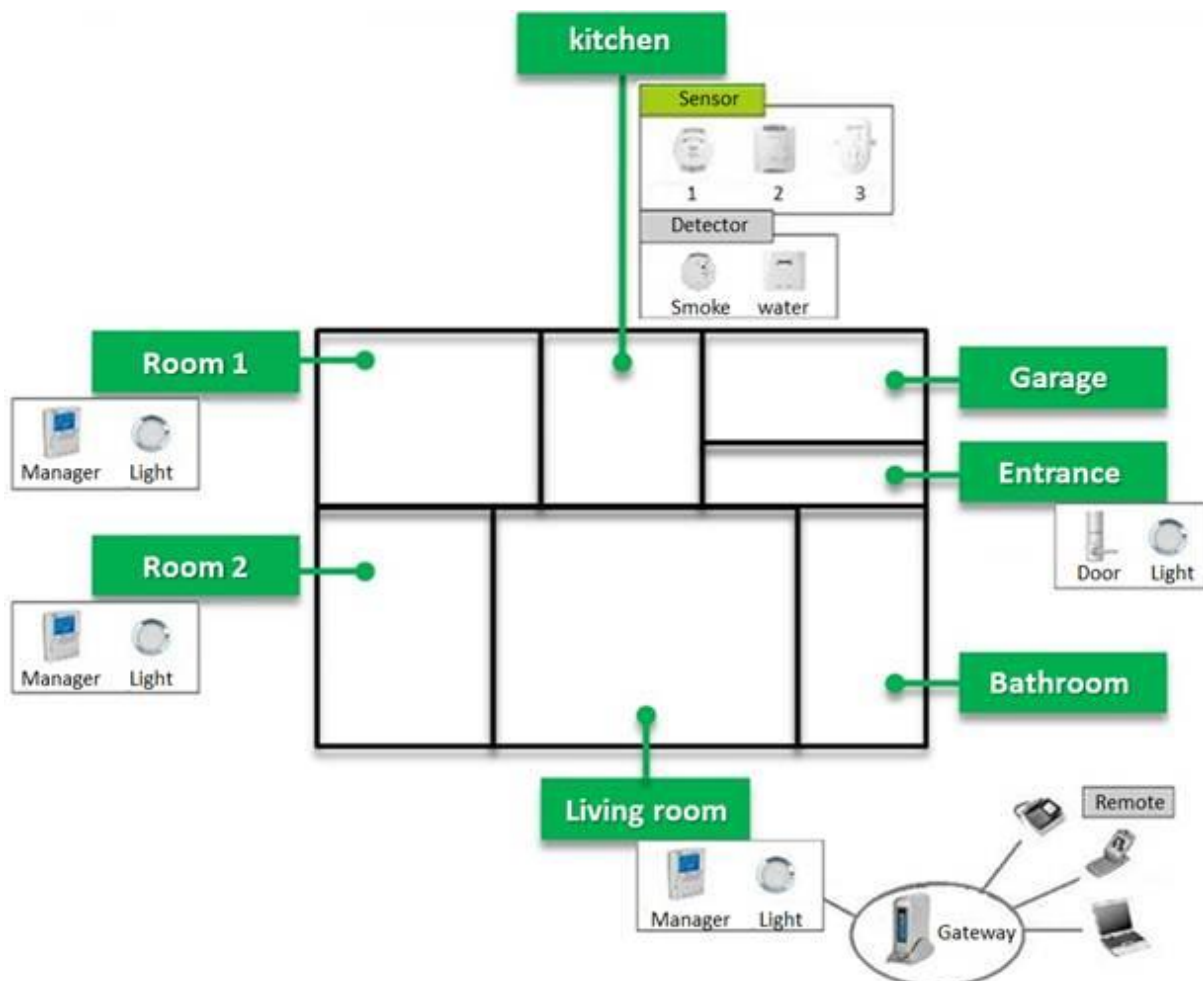 kitchen
Sensor
1 2 3
Detector
Smoke water
Room 1
Manager Light
Garage
Entrance
Door Light
Room 2
Manager Light
Bathroom
Living room
Manager Light
Remote
Gateway